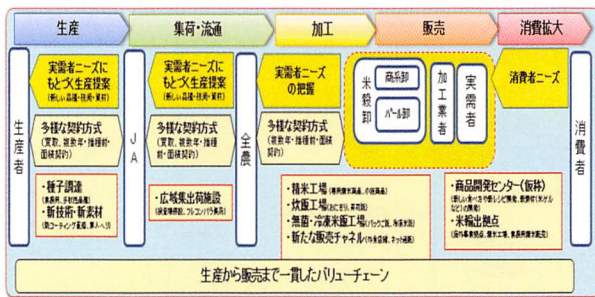 生産
集荷・流通
加工
販売
消費拡大
生産者
実需者ニーズに
もとづく生産提案
(新しい品種・技術・資材)
多様な契約方式
(買取、複数年・播種前・
面積契約)
・種子調達
・新技術・新素材
JA
実需者ニーズに
もとづく生産提案
(新しい品種・技術・資材)
多様な契約方式
(買取、複数年・播種前・
面積契約)
・広域集出荷施設
全農
実需者ニーズ
の把握
多様な契約方式
(複数年・播種前・
面積契約)
米穀卸
商系卸
パール卸
加工業者
実需者
・精米工場
・炊飯工場
・無菌・冷凍米飯工場
・新たな販売チャネル
消費者ニーズ
・商品開発センター(仮称)
・米輸出拠点
消費者
生産から販売まで一貫したバリューチェーン